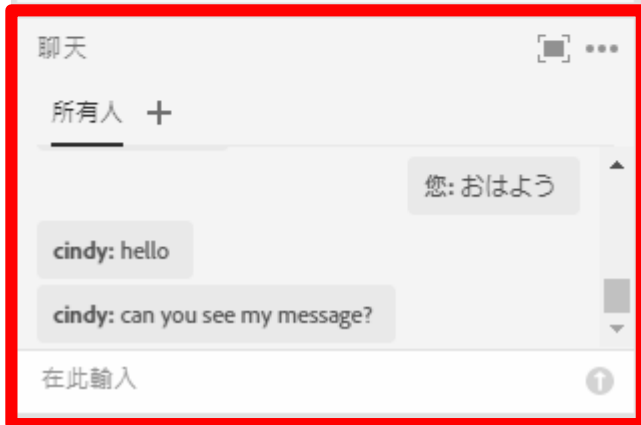 聊天
所有人
您: おはよう
cindy: hello
cindy: can you see my message?
在此輸入